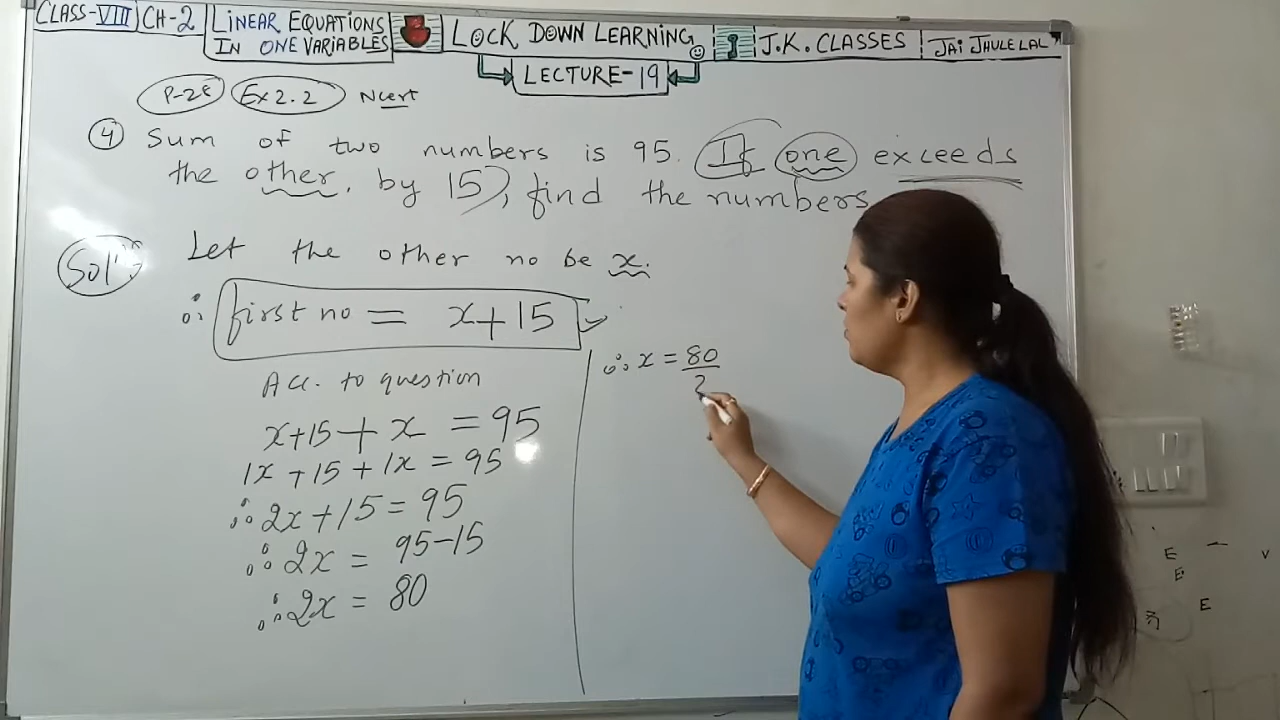 CLASS-VIII CH-2 LINEAR EQUATIONS IN ONE VARIABLES LOCK DOWN LEARNING J.K. CLASSES JAI JHULELAL
LECTURE-19
P-28 Ex 2.2 Ncert
4 Sum of two numbers is 95. If one exceeds
the other, by 15, find the numbers
Solⁿ Let the other no be x.
∴ first no = x+15
Acc. to question
x+15+x = 95
1x+15+1x = 95
∴ 2x+15 = 95
∴ 2x = 95-15
∴ 2x = 80
∴ x = 80/2